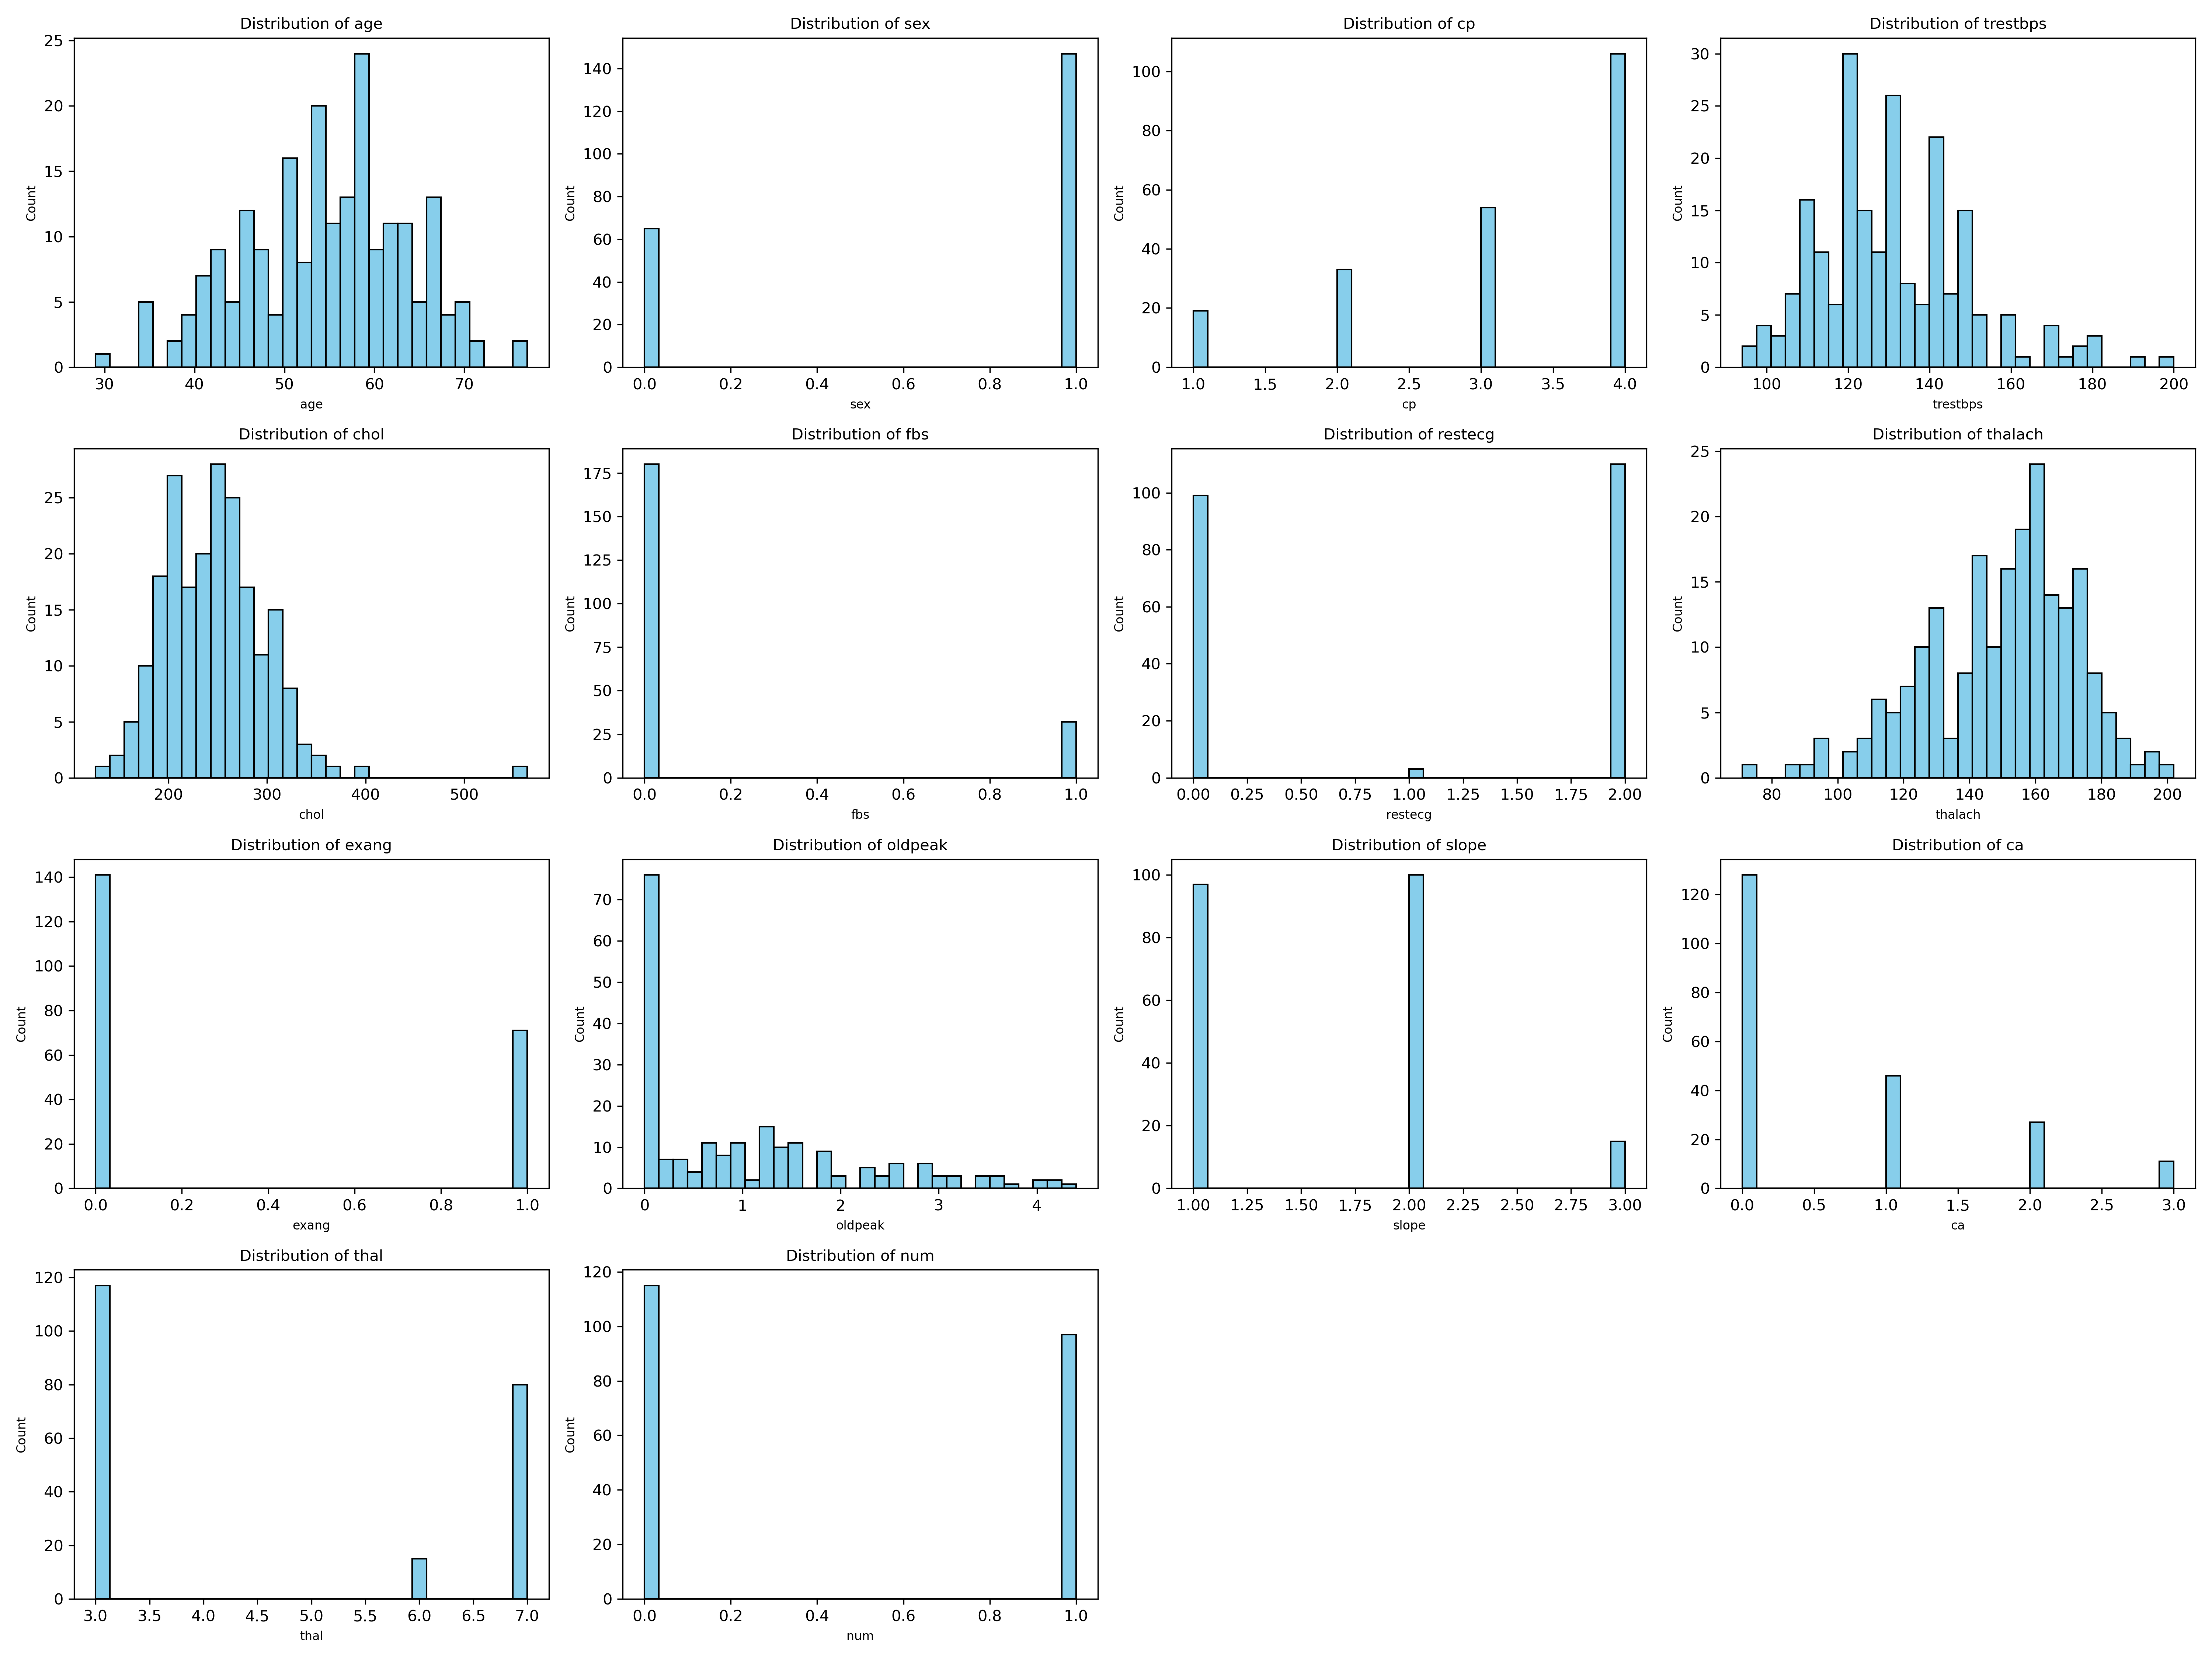 Distribution of age
25
20
15
10
5
0
Count
30 40 50 60 70
age
Distribution of sex
140
120
100
80
60
40
20
0
Count
0.0 0.2 0.4 0.6 0.8 1.0
sex
Distribution of cp
100
80
60
40
20
0
Count
1.0 1.5 2.0 2.5 3.0 3.5 4.0
cp
Distribution of trestbps
30
25
20
15
10
5
0
Count
100 120 140 160 180 200
trestbps
Distribution of chol
25
20
15
10
5
0
Count
200 300 400 500
chol
Distribution of fbs
175
150
125
100
75
50
25
0
Count
0.0 0.2 0.4 0.6 0.8 1.0
fbs
Distribution of restecg
100
80
60
40
20
0
Count
0.00 0.25 0.50 0.75 1.00 1.25 1.50 1.75 2.00
restecg
Distribution of thalach
25
20
15
10
5
0
Count
80 100 120 140 160 180 200
thalach
Distribution of exang
140
120
100
80
60
40
20
0
Count
0.0 0.2 0.4 0.6 0.8 1.0
exang
Distribution of oldpeak
70
60
50
40
30
20
10
0
Count
0 1 2 3 4
oldpeak
Distribution of slope
100
80
60
40
20
0
Count
1.00 1.25 1.50 1.75 2.00 2.25 2.50 2.75 3.00
slope
Distribution of ca
120
100
80
60
40
20
0
Count
0.0 0.5 1.0 1.5 2.0 2.5 3.0
ca
Distribution of thal
120
100
80
60
40
20
0
Count
3.0 3.5 4.0 4.5 5.0 5.5 6.0 6.5 7.0
thal
Distribution of num
120
100
80
60
40
20
0
Count
0.0 0.2 0.4 0.6 0.8 1.0
num